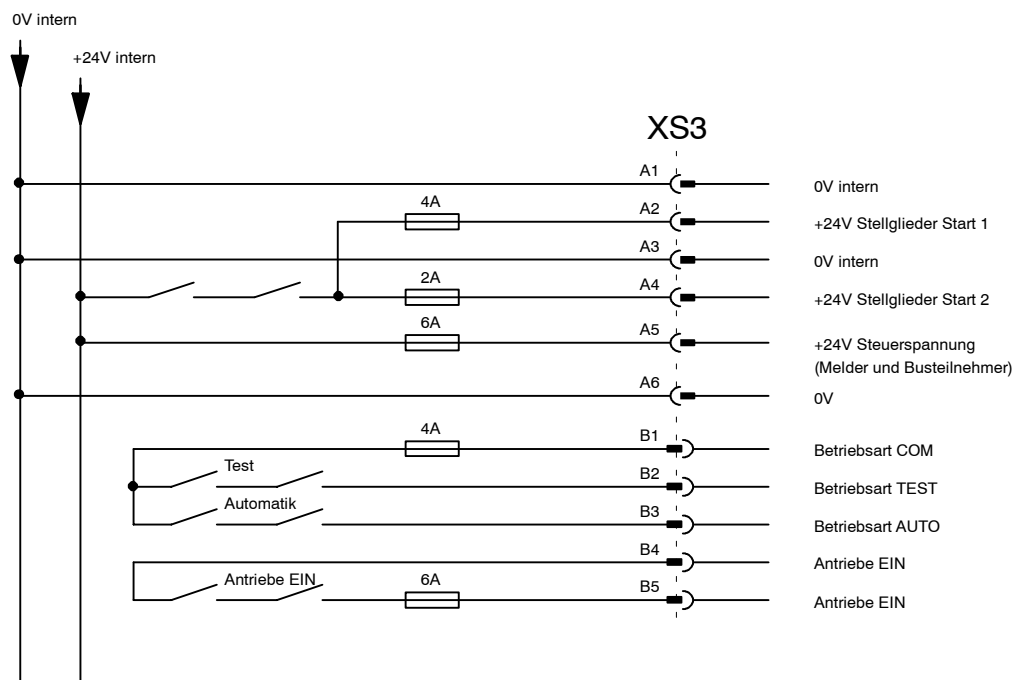 0V intern
+24V intern
XS3
A1
0V intern
4A
A2
+24V Stellglieder Start 1
A3
0V intern
2A
A4
+24V Stellglieder Start 2
6A
A5
+24V Steuerspannung
(Melder und Busteilnehmer)
A6
0V
4A
B1
Betriebsart COM
Test
B2
Betriebsart TEST
Automatik
B3
Betriebsart AUTO
B4
Antriebe EIN
Antriebe EIN
6A
B5
Antriebe EIN